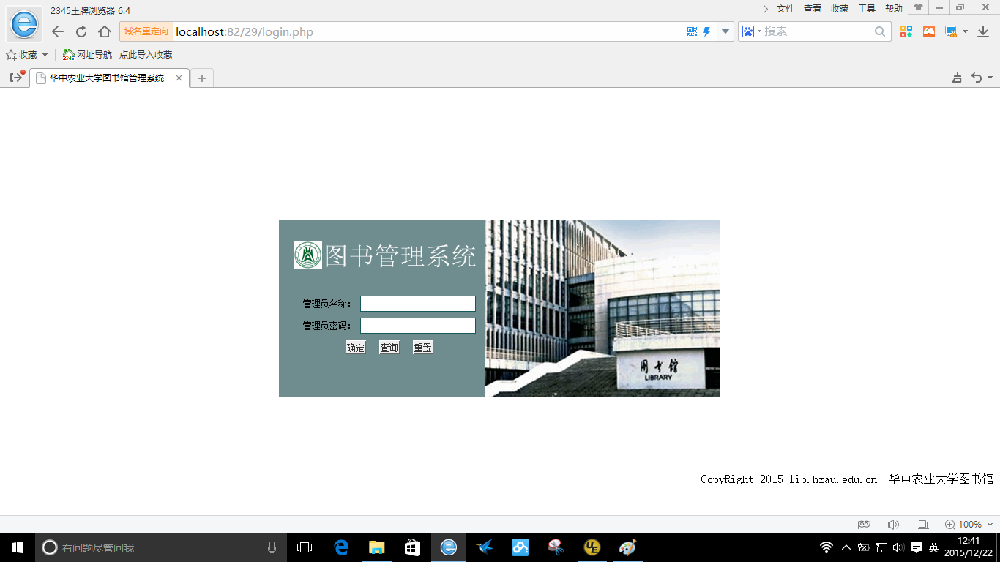 2345王牌浏览器 6.4
文件 查看 收藏 工具 帮助
域名重定向 localhost:82/29/login.php
搜索
收藏 网址导航 点此导入收藏
华中农业大学图书馆管理系统
图书管理系统
管理员名称：
管理员密码：
确定 查询 重置
图书馆
LIBRARY
CopyRight 2015 lib.hzau.edu.cn 华中农业大学图书馆
100%
有问题尽管问我
英
12:41
2015/12/22